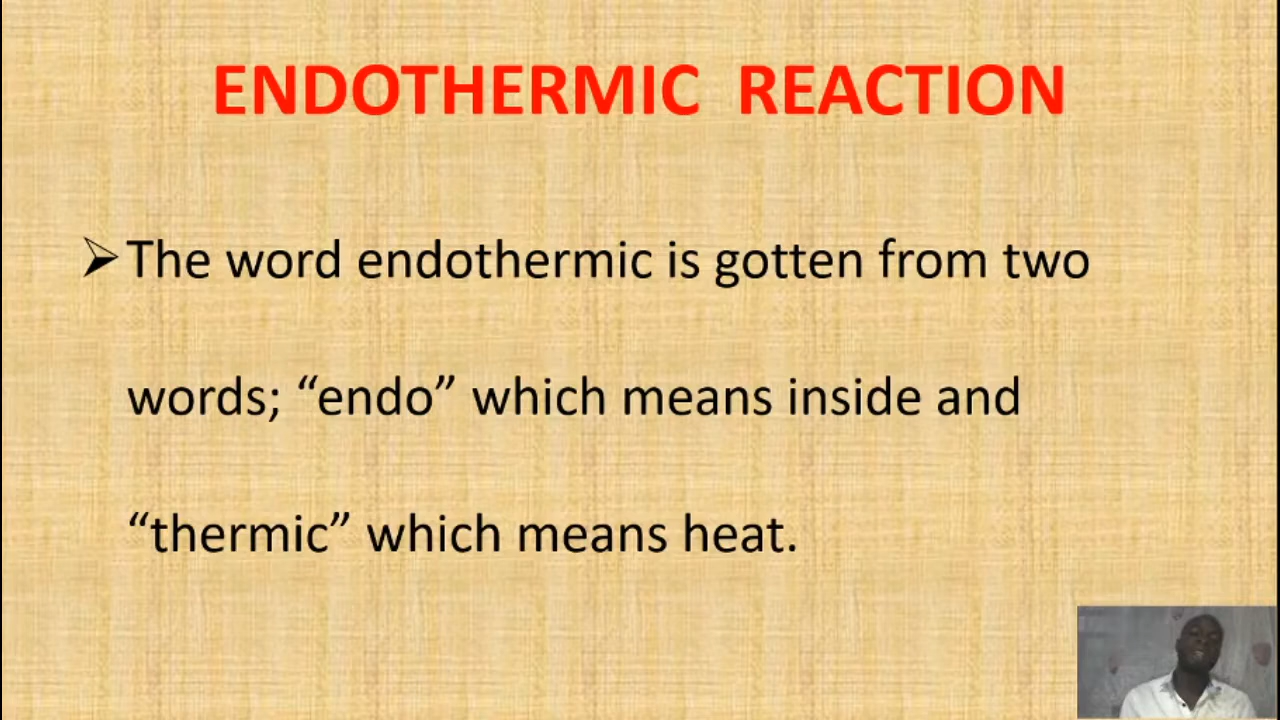 ENDOTHERMIC REACTION
➢The word endothermic is gotten from two
words; “endo” which means inside and
“thermic” which means heat.